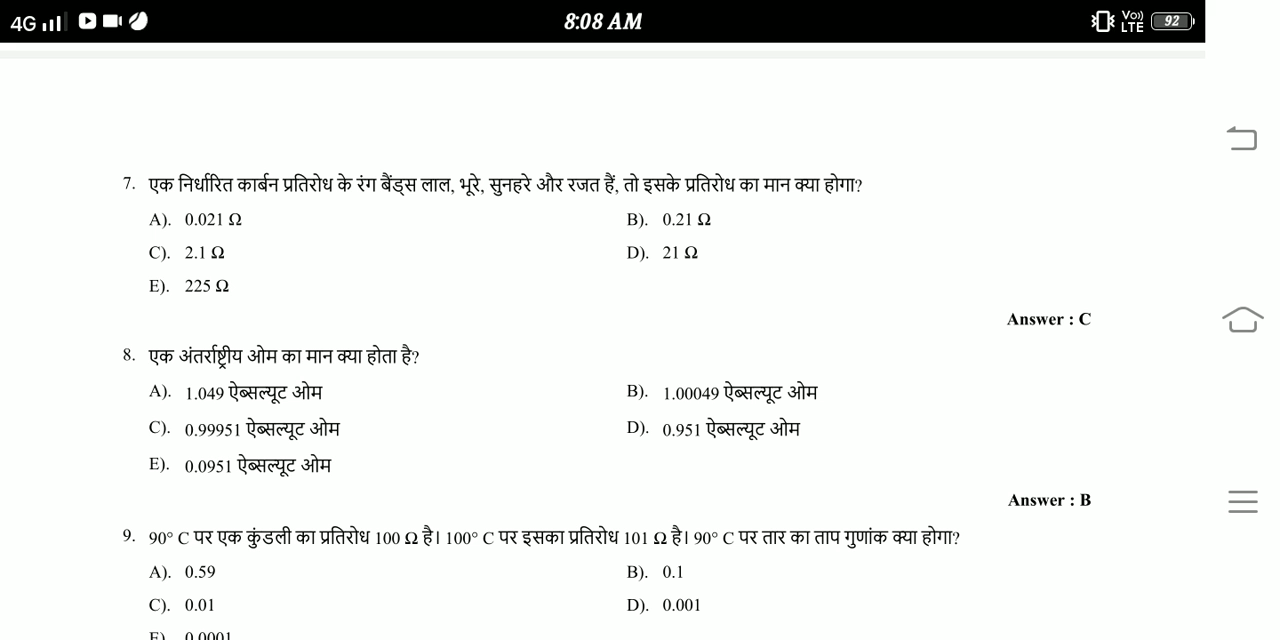 4G 8:08 AM Vo)) LTE 92
7. एक निर्धारित कार्बन प्रतिरोध के रंग बैंड्स लाल, भूरे, सुनहरे और रजत हैं, तो इसके प्रतिरोध का मान क्या होगा?
A). 0.021 Ω B). 0.21 Ω
C). 2.1 Ω D). 21 Ω
E). 225 Ω
Answer : C
8. एक अंतर्राष्ट्रीय ओम का मान क्या होता है?
A). 1.049 ऐब्सल्यूट ओम B). 1.00049 ऐब्सल्यूट ओम
C). 0.99951 ऐब्सल्यूट ओम D). 0.951 ऐब्सल्यूट ओम
E). 0.0951 ऐब्सल्यूट ओम
Answer : B
9. 90° C पर एक कुंडली का प्रतिरोध 100 Ω है। 100° C पर इसका प्रतिरोध 101 Ω है। 90° C पर तार का ताप गुणांक क्या होगा?
A). 0.59 B). 0.1
C). 0.01 D). 0.001
E). 0.0001